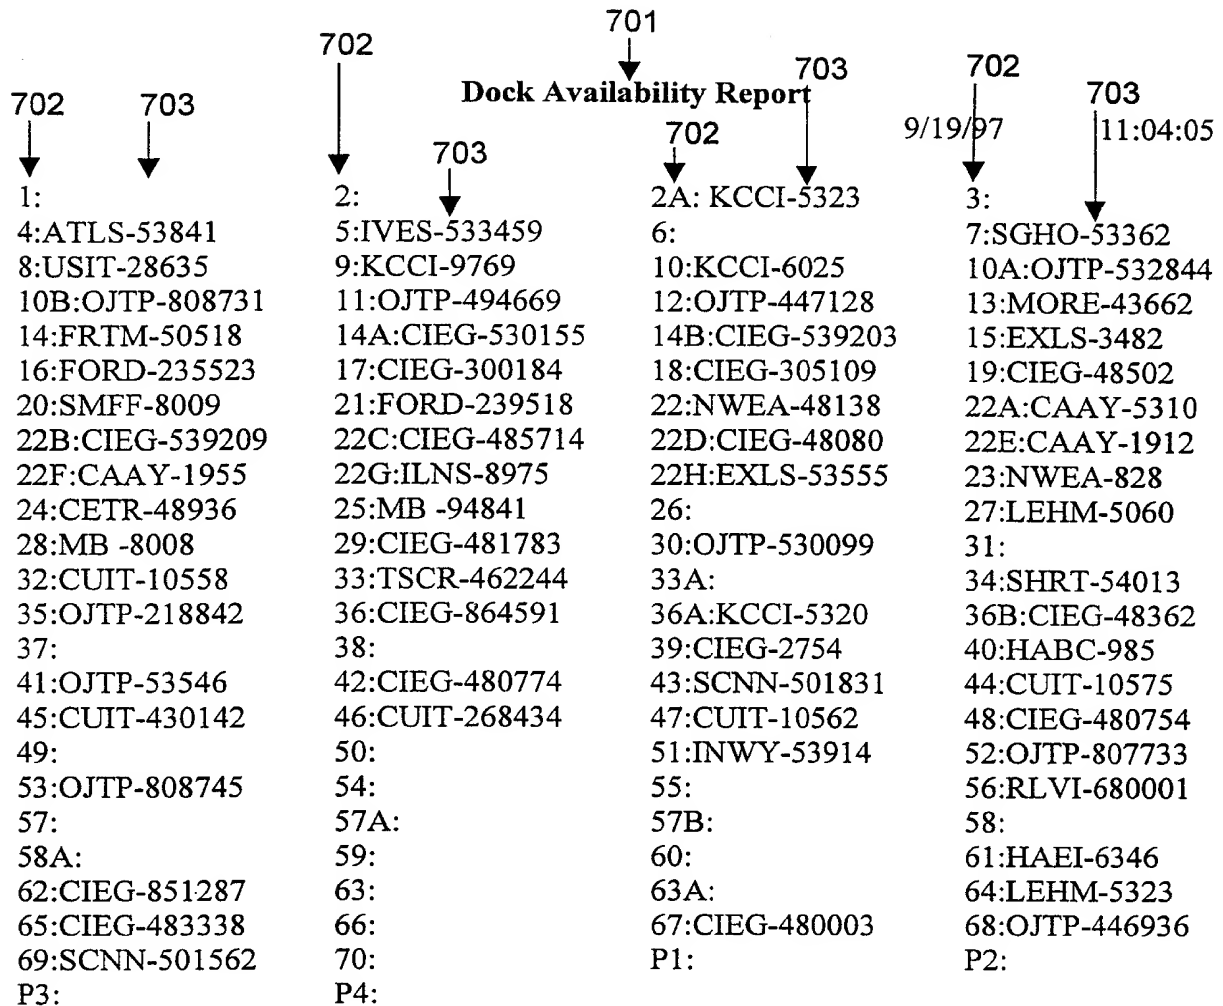 701
702 703 702
702 703 Dock Availability Report 703
9/19/97 11:04:05
703 702
1: 2: 2A: KCCI-5323 3:
4:ATLS-53841 5:IVES-533459 6: 7:SGHO-53362
8:USIT-28635 9:KCCI-9769 10:KCCI-6025 10A:OJTP-532844
10B:OJTP-808731 11:OJTP-494669 12:OJTP-447128 13:MORE-43662
14:FRTM-50518 14A:CIEG-530155 14B:CIEG-539203 15:EXLS-3482
16:FORD-235523 17:CIEG-300184 18:CIEG-305109 19:CIEG-48502
20:SMFF-8009 21:FORD-239518 22:NWEA-48138 22A:CAAY-5310
22B:CIEG-539209 22C:CIEG-485714 22D:CIEG-48080 22E:CAAY-1912
22F:CAAY-1955 22G:ILNS-8975 22H:EXLS-53555 23:NWEA-828
24:CETR-48936 25:MB -94841 26: 27:LEHM-5060
28:MB -8008 29:CIEG-481783 30:OJTP-530099 31:
32:CUIT-10558 33:TSCR-462244 33A: 34:SHRT-54013
35:OJTP-218842 36:CIEG-864591 36A:KCCI-5320 36B:CIEG-48362
37: 38: 39:CIEG-2754 40:HABC-985
41:OJTP-53546 42:CIEG-480774 43:SCNN-501831 44:CUIT-10575
45:CUIT-430142 46:CUIT-268434 47:CUIT-10562 48:CIEG-480754
49: 50: 51:INWY-53914 52:OJTP-807733
53:OJTP-808745 54: 55: 56:RLVI-680001
57: 57A: 57B: 58:
58A: 59: 60: 61:HAEI-6346
62:CIEG-851287 63: 63A: 64:LEHM-5323
65:CIEG-483338 66: 67:CIEG-480003 68:OJTP-446936
69:SCNN-501562 70: P1: P2:
P3: P4: